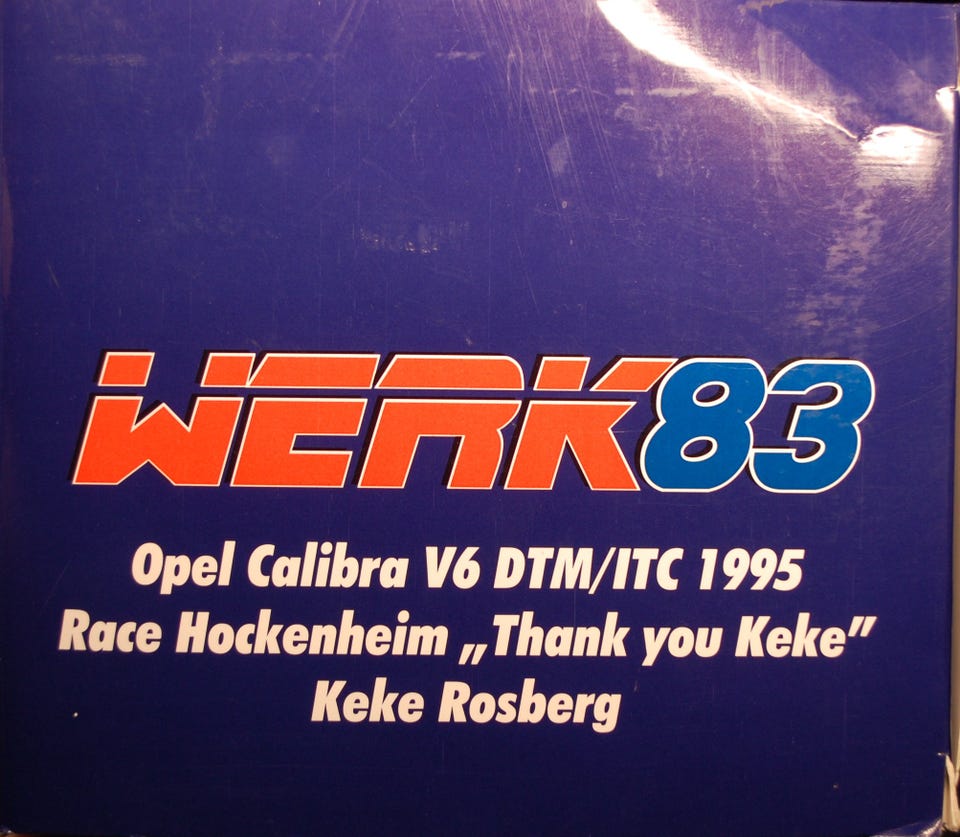 WERK83
Opel Calibra V6 DTM/ITC 1995
Race Hockenheim „Thank you Keke”
Keke Rosberg